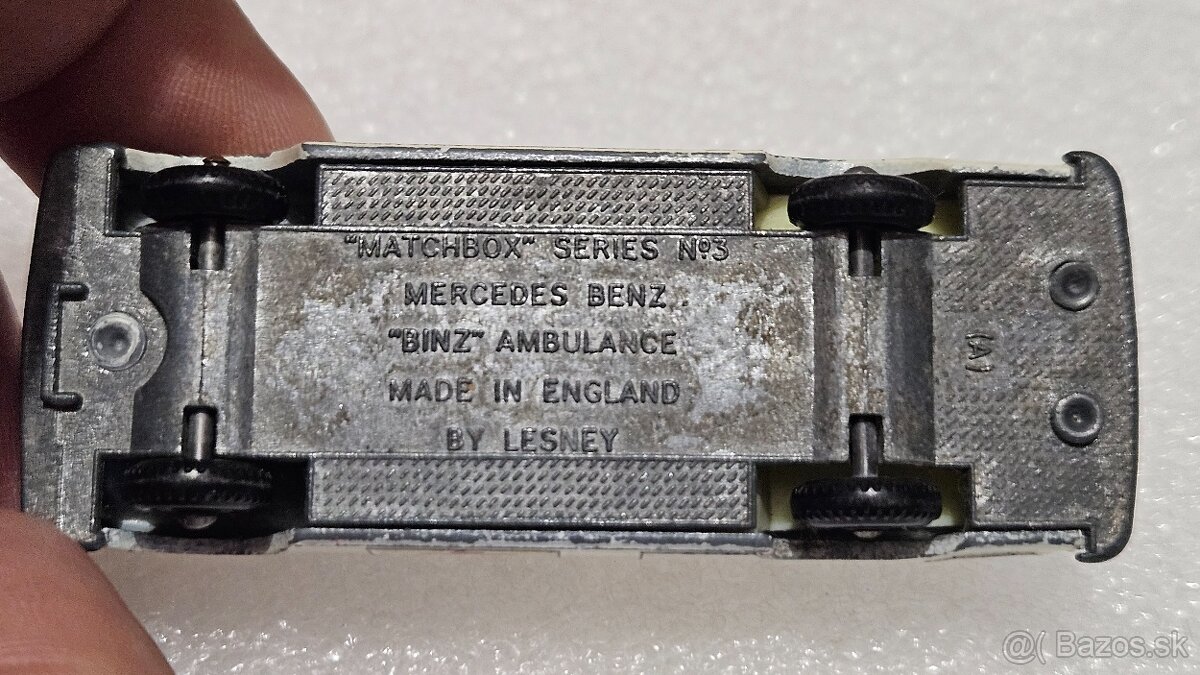 "MATCHBOX" SERIES Nº3
MERCEDES BENZ
"BINZ" AMBULANCE
MADE IN ENGLAND
BY LESNEY
(A)
@( Bazos.sk